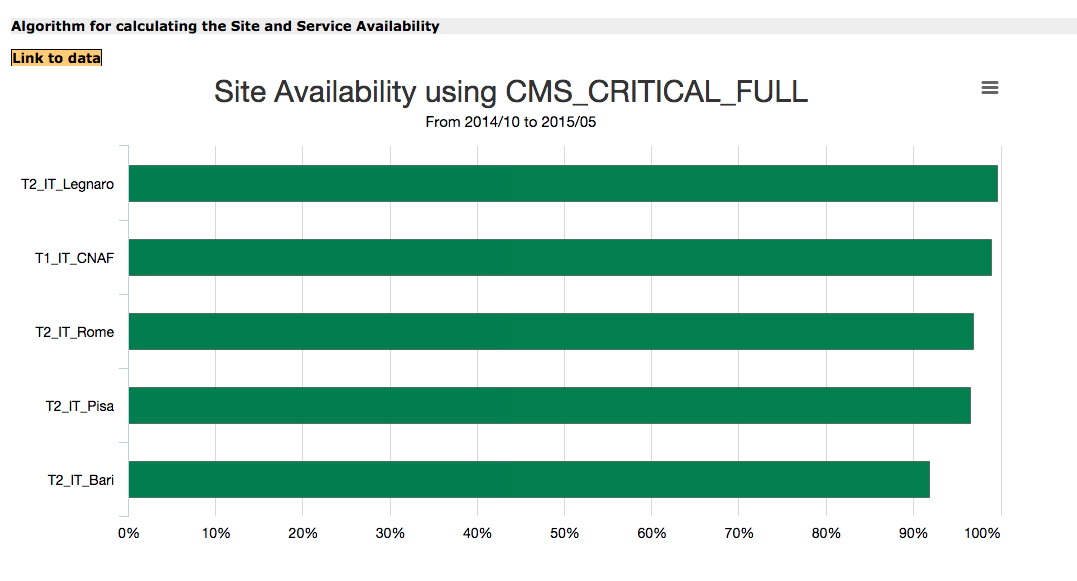 Algorithm for calculating the Site and Service Availability
Link to data
Site Availability using CMS_CRITICAL_FULL
From 2014/10 to 2015/05
T2_IT_Legnaro
T1_IT_CNAF
T2_IT_Rome
T2_IT_Pisa
T2_IT_Bari
0% 10% 20% 30% 40% 50% 60% 70% 80% 90% 100%